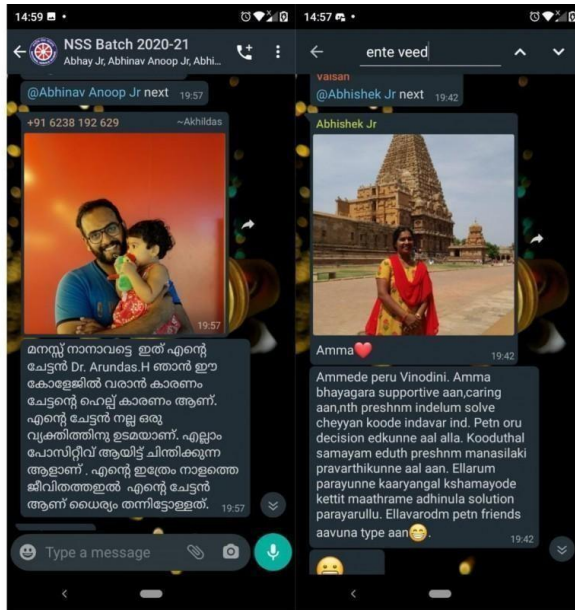 14:59
NSS Batch 2020-21
Abhay Jr, Abhinav Anoop Jr, Abhi...
@Abhinav Anoop Jr next 19:57
+91 6238 192 629 ~Akhildas
19:57
മനസ്സ് നാനാവട്ടെ ഇത് എന്റെ
ചേട്ടൻ Dr. Arundas.H ഞാൻ ഈ
കോളേജിൽ വരാൻ കാരണം
ചേട്ടന്റെ ഹെല്പ് കാരണം ആണ്.
എന്റെ ചേട്ടൻ നല്ല ഒരു
വ്യക്തിത്തിനു ഉടമയാണ്. എല്ലാം
പോസിറ്റീവ് ആയിട്ട് ചിന്തിക്കുന്ന
ആളാണ് . എന്റെ ഇത്രേം നാളത്തെ
ജീവിതത്തഇൽ എന്റെ ചേട്ടൻ
ആണ് ധൈര്യം തന്നിട്ടോള്ളത്. 19:57
Type a message
14:57
ente veed
Valsan
@Abhishek Jr next 19:42
Abhishek Jr
Amma❤ 19:42
Ammede peru Vinodini. Amma
bhayagara supportive aan,caring
aan,nth preshnm indelum solve
cheyyan koode indavar ind. Petn oru
decision edkunne aal alla. Kooduthal
samayam eduth preshnm manasilaki
pravarthikunne aal aan. Ellarum
parayunne kaaryangal kshamayode
kettit maathrame adhinula solution
parayarullu. Ellavarodm petn friends
aavuna type aan😁. 19:42